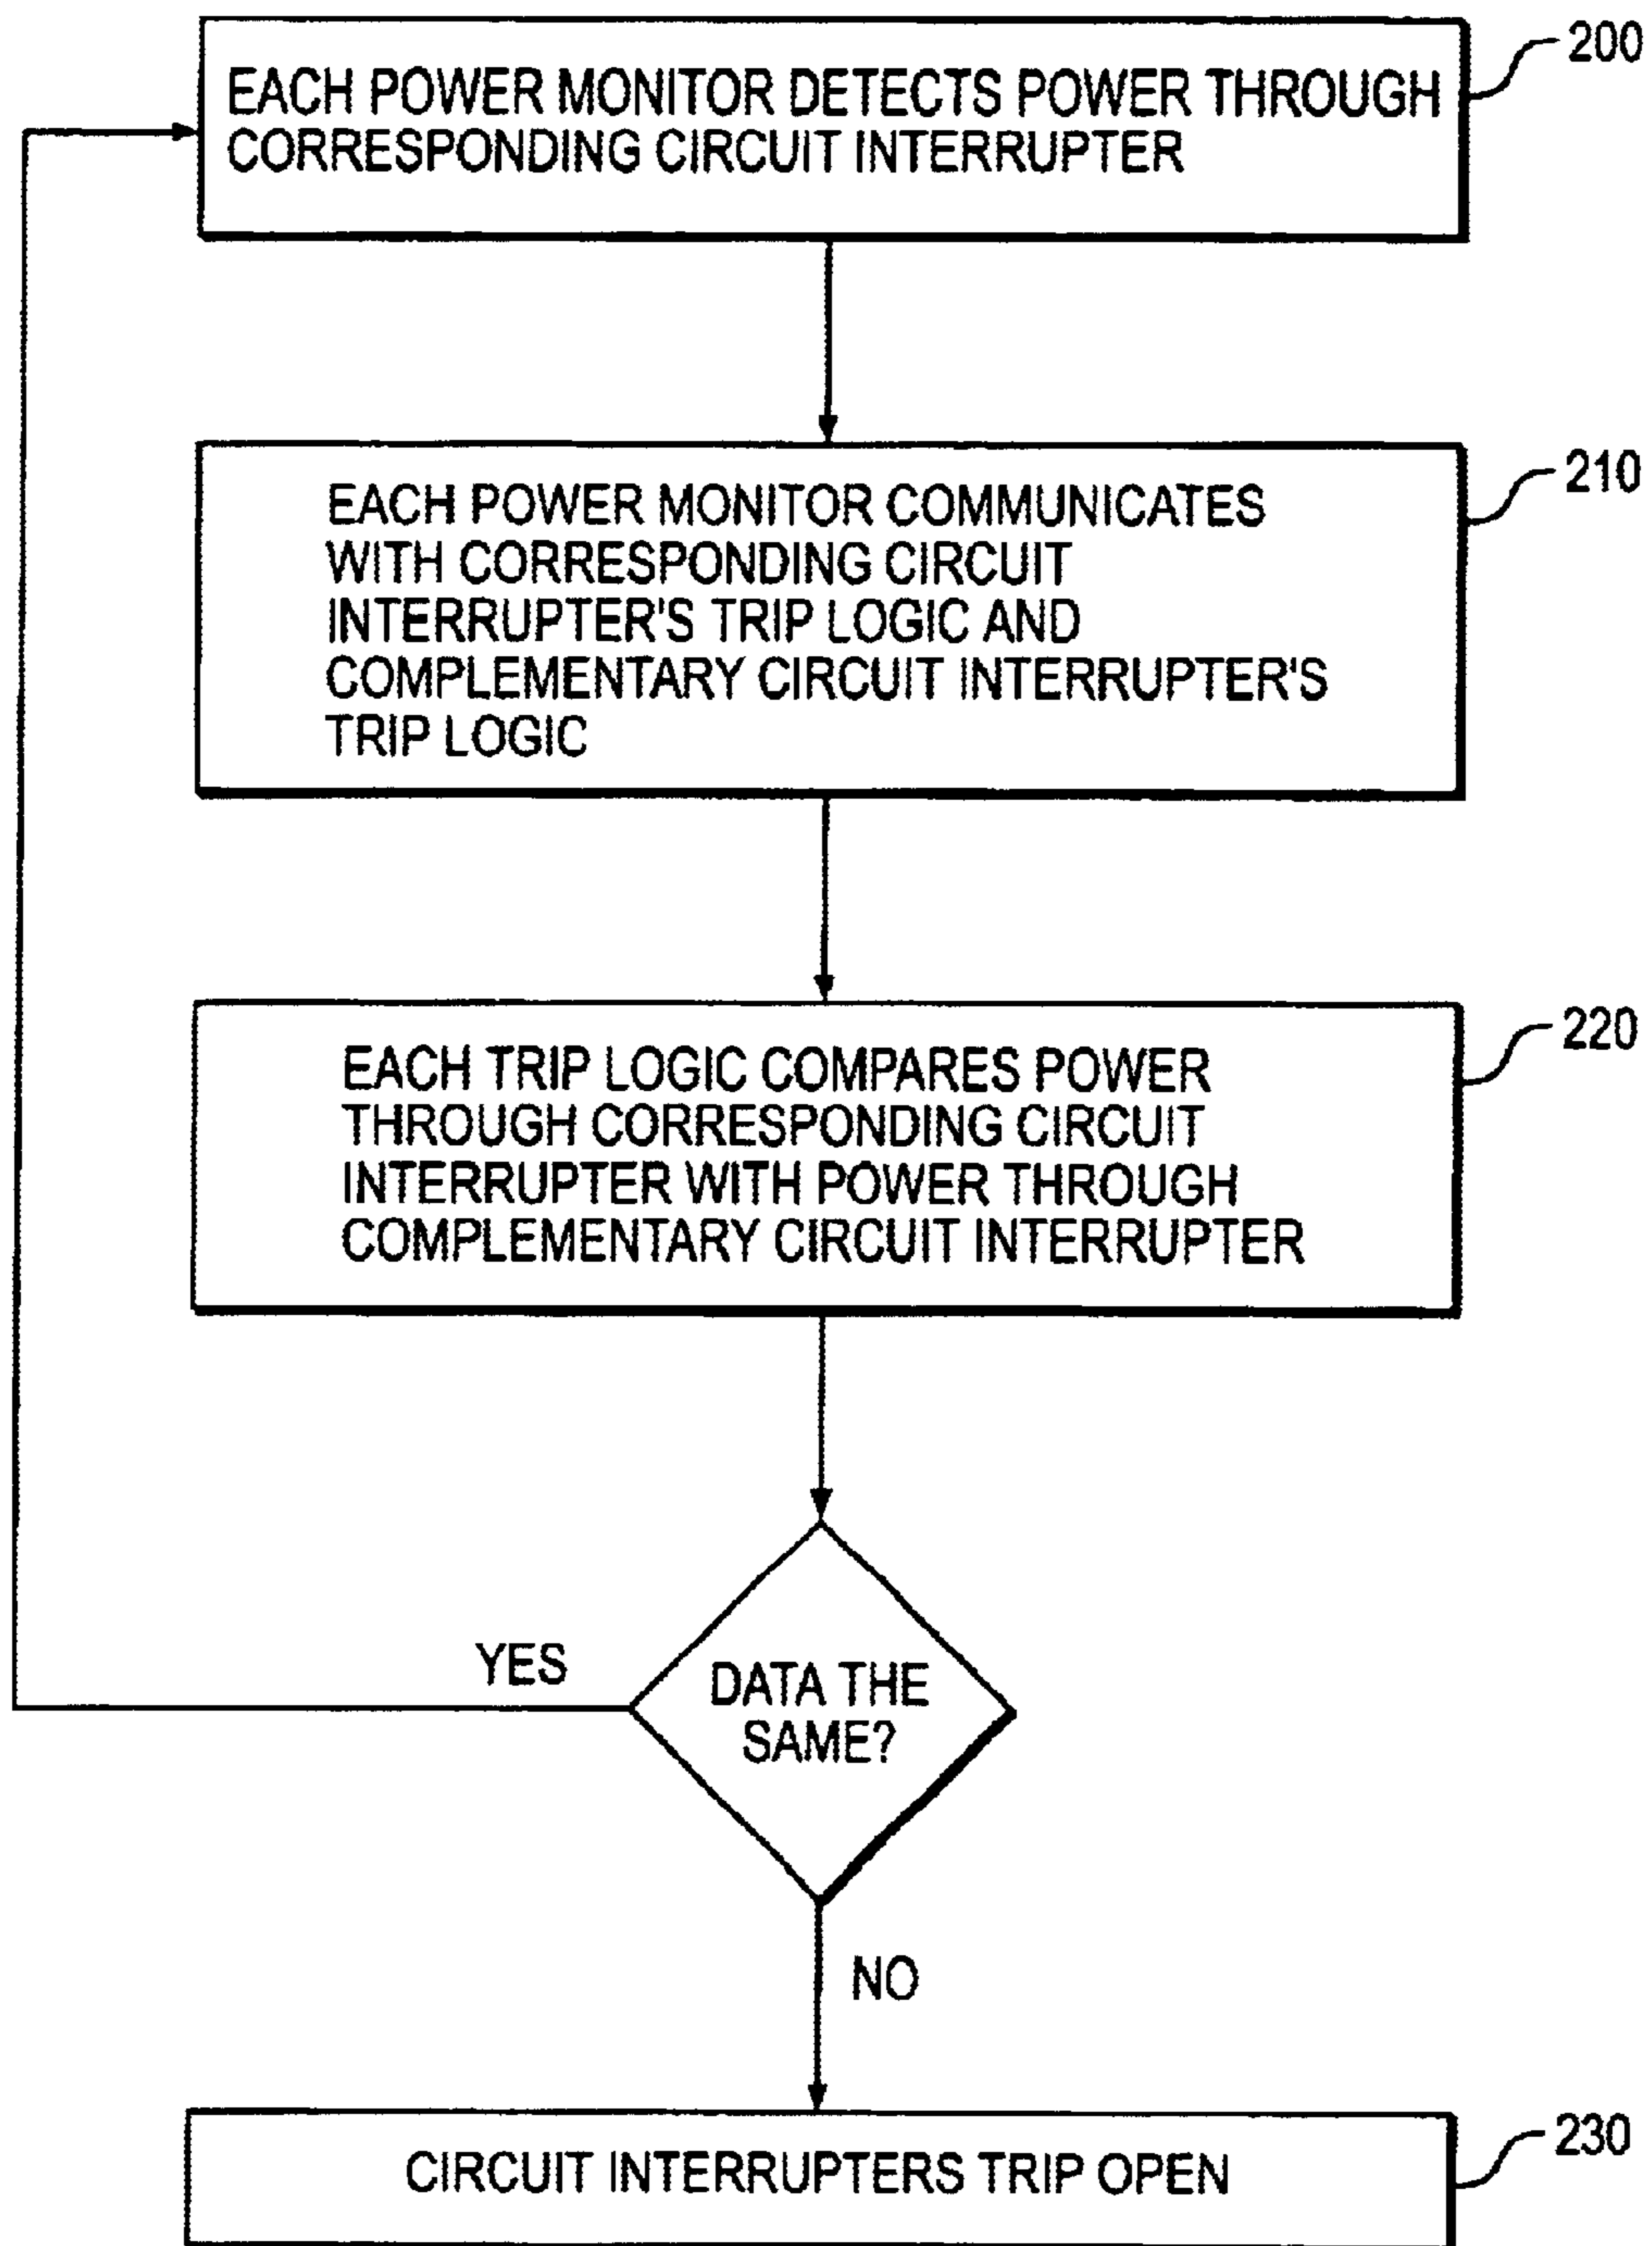 200
EACH POWER MONITOR DETECTS POWER THROUGH
CORRESPONDING CIRCUIT INTERRUPTER
210
EACH POWER MONITOR COMMUNICATES
WITH CORRESPONDING CIRCUIT
INTERRUPTER'S TRIP LOGIC AND
COMPLEMENTARY CIRCUIT INTERRUPTER'S
TRIP LOGIC
220
EACH TRIP LOGIC COMPARES POWER
THROUGH CORRESPONDING CIRCUIT
INTERRUPTER WITH POWER THROUGH
COMPLEMENTARY CIRCUIT INTERRUPTER
YES
DATA THE
SAME?
NO
230
CIRCUIT INTERRUPTERS TRIP OPEN